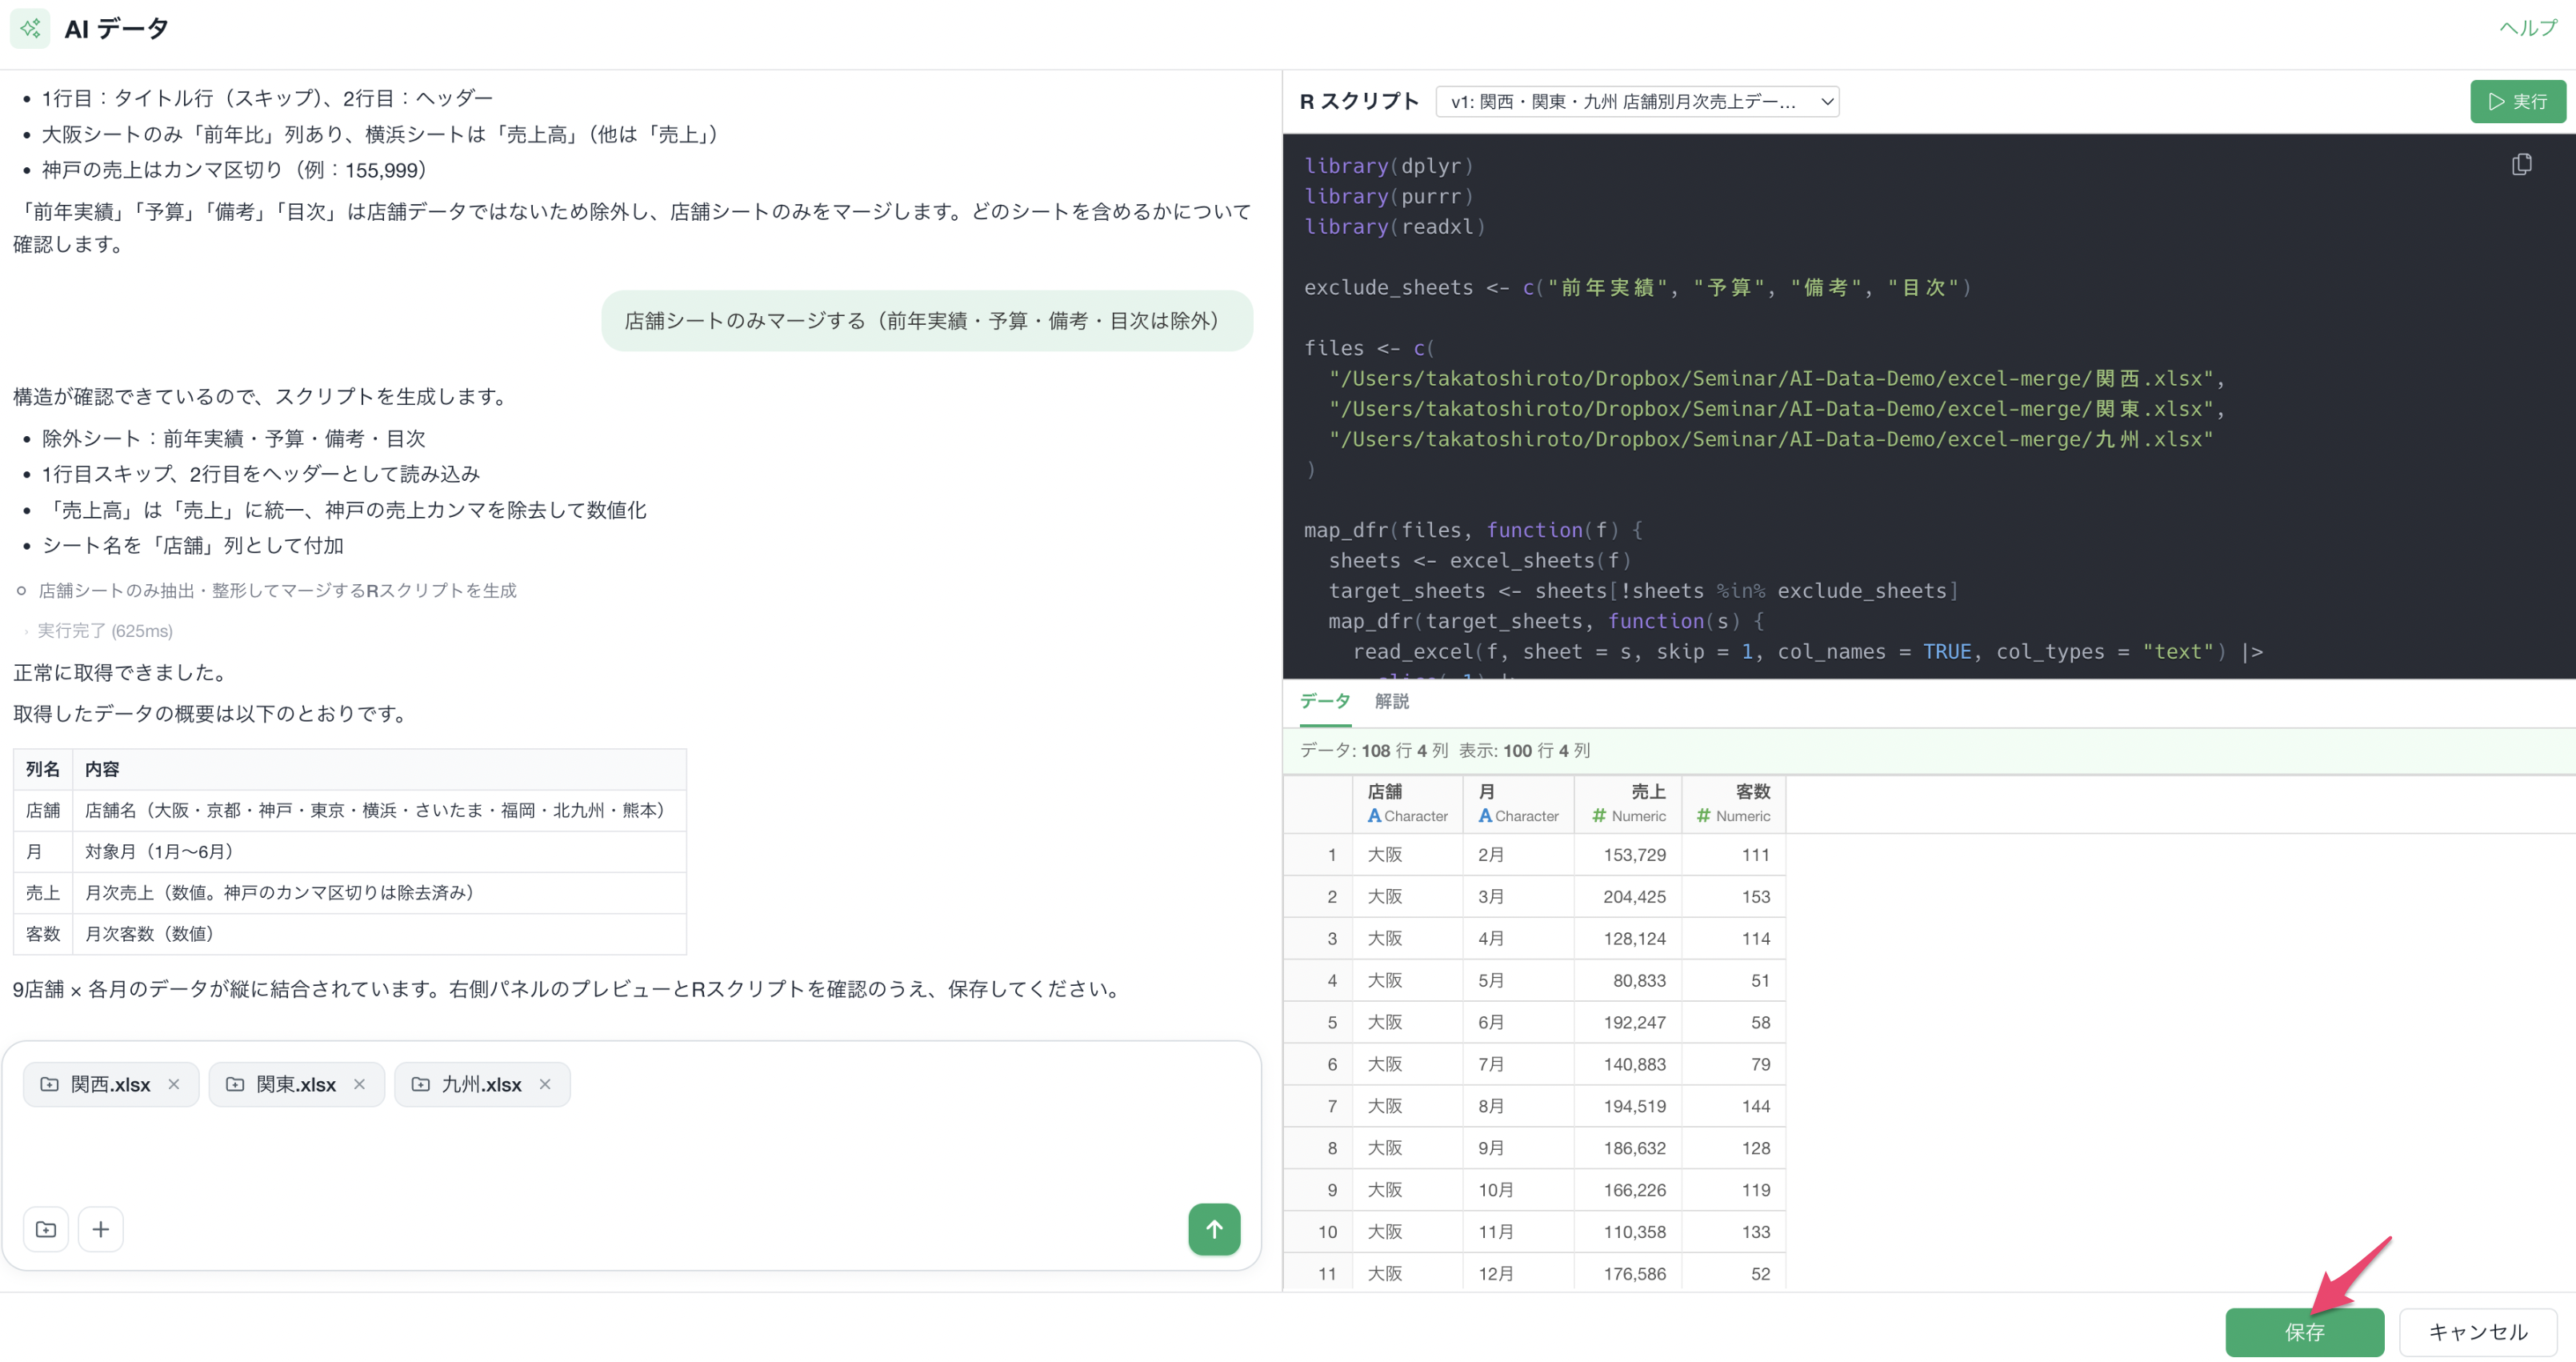 AI データ
ヘルプ
• 1行目：タイトル行（スキップ）、2行目：ヘッダー
• 大阪シートのみ「前年比」列あり、横浜シートは「売上高」（他は「売上」）
• 神戸の売上はカンマ区切り（例：155,999）
「前年実績」「予算」「備考」「目次」は店舗データではないため除外し、店舗シートのみをマージします。どのシートを含めるかについて
確認します。
店舗シートのみマージする（前年実績・予算・備考・目次は除外）
構造が確認できているので、スクリプトを生成します。
• 除外シート：前年実績・予算・備考・目次
• 1行目スキップ、2行目をヘッダーとして読み込み
• 「売上高」は「売上」に統一、神戸の売上カンマを除去して数値化
• シート名を「店舗」列として付加
店舗シートのみ抽出・整形してマージするRスクリプトを生成
› 実行完了 (625ms)
正常に取得できました。
取得したデータの概要は以下のとおりです。
列名 内容
店舗 店舗名（大阪・京都・神戸・東京・横浜・さいたま・福岡・北九州・熊本）
月 対象月（1月〜6月）
売上 月次売上（数値。神戸のカンマ区切りは除去済み）
客数 月次客数（数値）
9店舗 × 各月のデータが縦に結合されています。右側パネルのプレビューとRスクリプトを確認のうえ、保存してください。
関西.xlsx × 関東.xlsx × 九州.xlsx ×
R スクリプト v1: 関西・関東・九州 店舗別月次売上デー... 実行
library(dplyr)
library(purrr)
library(readxl)
exclude_sheets <- c("前年実績", "予算", "備考", "目次")
files <- c(
"/Users/takatoshiroto/Dropbox/Seminar/AI-Data-Demo/excel-merge/関西.xlsx",
"/Users/takatoshiroto/Dropbox/Seminar/AI-Data-Demo/excel-merge/関東.xlsx",
"/Users/takatoshiroto/Dropbox/Seminar/AI-Data-Demo/excel-merge/九州.xlsx"
)
map_dfr(files, function(f) {
sheets <- excel_sheets(f)
target_sheets <- sheets[!sheets %in% exclude_sheets]
map_dfr(target_sheets, function(s) {
read_excel(f, sheet = s, skip = 1, col_names = TRUE, col_types = "text") |>
データ 解説
データ: 108 行 4 列 表示: 100 行 4 列
店舗 月 売上 客数
A Character A Character # Numeric # Numeric
1 大阪 2月 153,729 111
2 大阪 3月 204,425 153
3 大阪 4月 128,124 114
4 大阪 5月 80,833 51
5 大阪 6月 192,247 58
6 大阪 7月 140,883 79
7 大阪 8月 194,519 144
8 大阪 9月 186,632 128
9 大阪 10月 166,226 119
10 大阪 11月 110,358 133
11 大阪 12月 176,586 52
保存 キャンセル